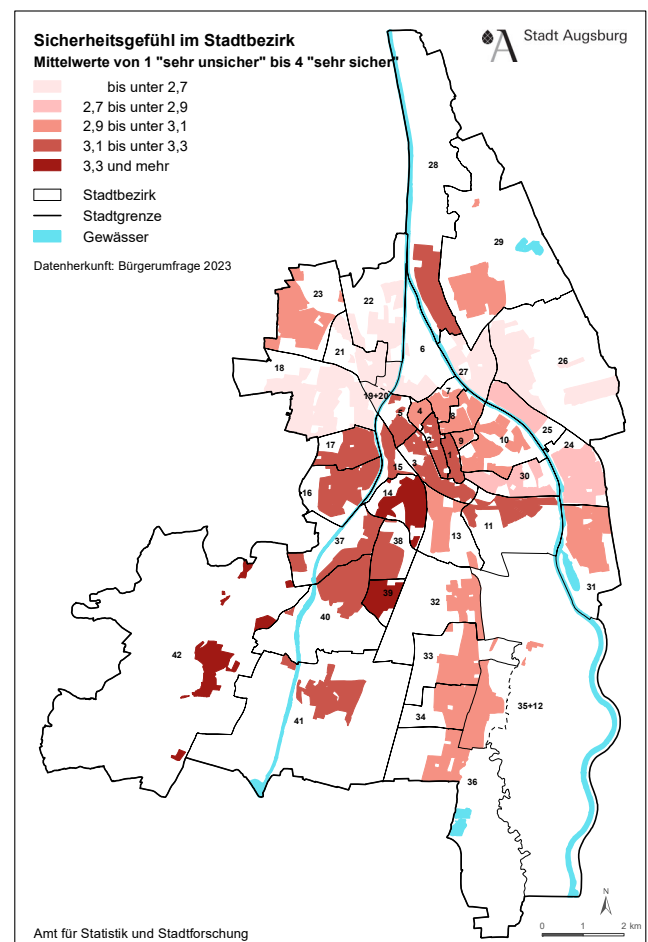 Sicherheitsgefühl im Stadtbezirk
Mittelwerte von 1 "sehr unsicher" bis 4 "sehr sicher"
Stadt Augsburg
bis unter 2,7
2,7 bis unter 2,9
2,9 bis unter 3,1
3,1 bis unter 3,3
3,3 und mehr
Stadtbezirk
Stadtgrenze
Gewässer
Datenherkunft: Bürgerumfrage 2023
28
29
23
22
21
6
18
27
26
19+20
7
5
4
8
2
9
10
25
24
17
3
1
15
30
16
14
11
13
37
38
31
39
32
40
42
33
35+12
34
41
36
N
0 1 2 km
Amt für Statistik und Stadtforschung